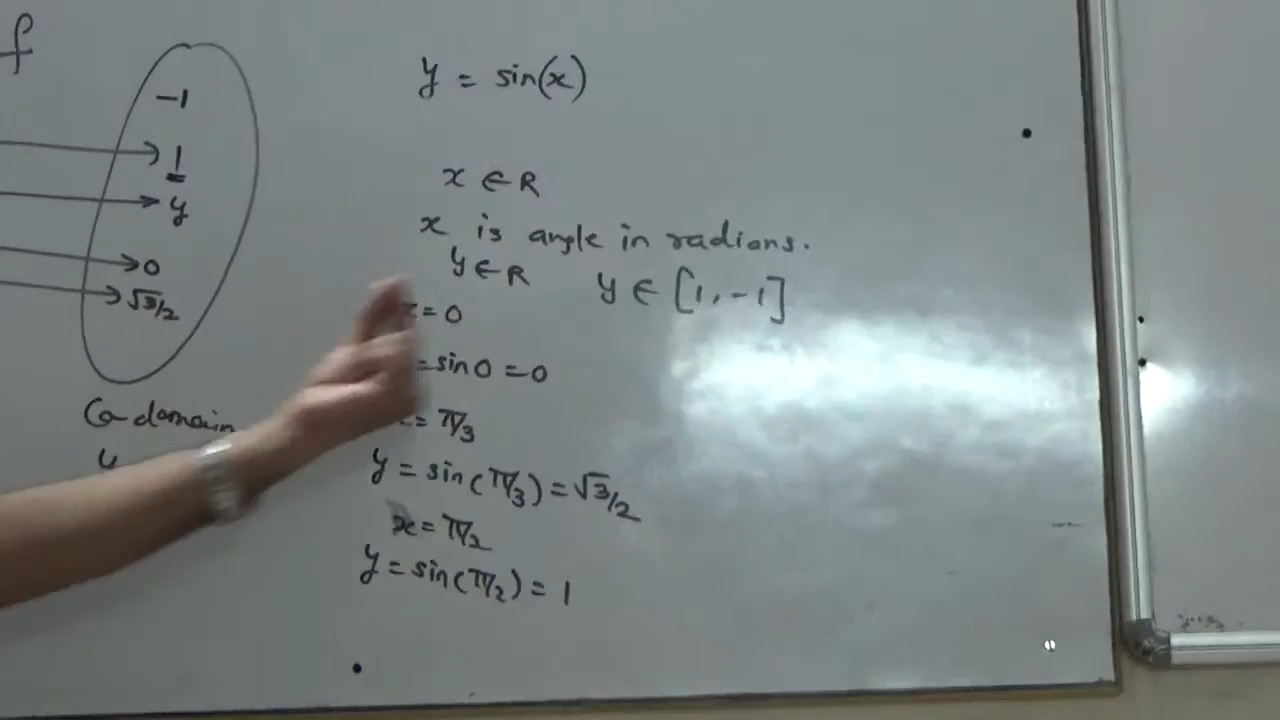 f
-1
1
y
0
√3/2
Co-domain
y = sin(x)
x ∈ R
x is angle in radians.
y ∈ R y ∈ [1, -1]
x = 0
= sin 0 = 0
= π/3
y = sin(π/3) = √3/2
x = π/2
y = sin(π/2) = 1